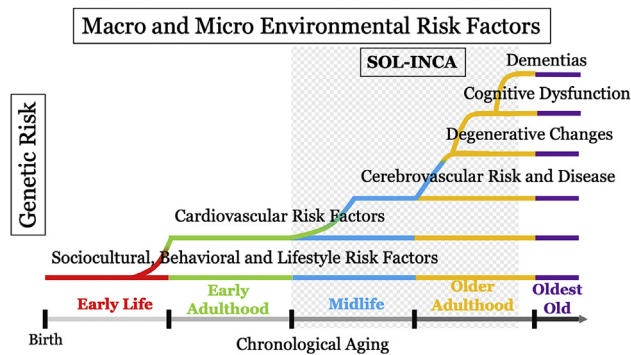 Macro and Micro Environmental Risk Factors
SOL-INCA
Dementias
Cognitive Dysfunction
Degenerative Changes
Genetic Risk
Cerebrovascular Risk and Disease
Cardiovascular Risk Factors
Sociocultural, Behavioral and Lifestyle Risk Factors
Early Life
Early
Adulthood
Midlife
Older
Adulthood
Oldest
Old
Birth
Chronological Aging